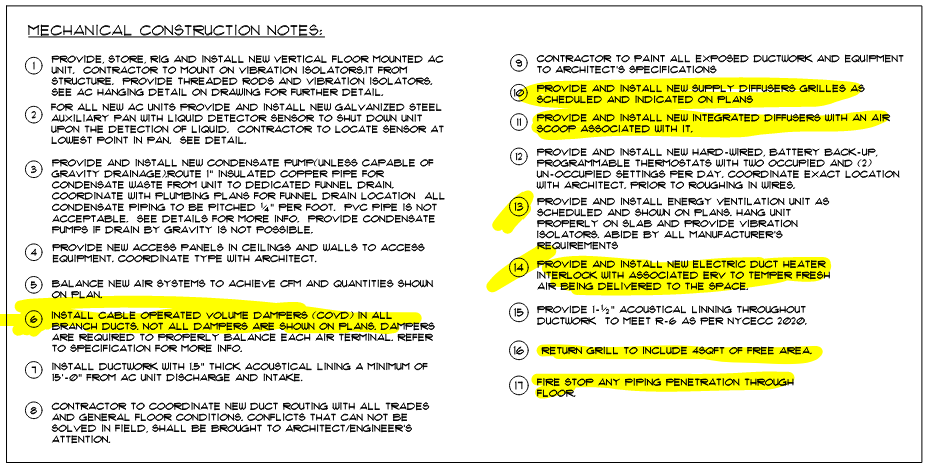 MECHANICAL CONSTRUCTION NOTES:
1 PROVIDE, STORE, RIG AND INSTALL NEW VERTICAL FLOOR MOUNTED AC
UNIT. CONTRACTOR TO MOUNT ON VIBRATION ISOLATORS.IT FROM
STRUCTURE. PROVIDE THREADED RODS AND VIBRATION ISOLATORS.
SEE AC HANGING DETAIL ON DRAWING FOR FURTHER DETAIL.
2 FOR ALL NEW AC UNITS PROVIDE AND INSTALL NEW GALVANIZED STEEL
AUXILIARY PAN WITH LIQUID DETECTOR SENSOR TO SHUT DOWN UNIT
UPON THE DETECTION OF LIQUID. CONTRACTOR TO LOCATE SENSOR AT
LOWEST POINT IN PAN. SEE DETAIL.
3 PROVIDE AND INSTALL NEW CONDENSATE PUMP(UNLESS CAPABLE OF
GRAVITY DRAINAGE).ROUTE 1" INSULATED COPPER PIPE FOR
CONDENSATE WASTE FROM UNIT TO DEDICATED FUNNEL DRAIN.
COORDINATE WITH PLUMBING PLANS FOR FUNNEL DRAIN LOCATION ALL
CONDENSATE PIPING TO BE PITCHED ¼" PER FOOT. PVC PIPE IS NOT
ACCEPTABLE. SEE DETAILS FOR MORE INFO. PROVIDE CONDENSATE
PUMPS IF DRAIN BY GRAVITY IS NOT POSSIBLE.
4 PROVIDE NEW ACCESS PANELS IN CEILINGS AND WALLS TO ACCESS
EQUIPMENT. COORDINATE TYPE WITH ARCHITECT.
5 BALANCE NEW AIR SYSTEMS TO ACHIEVE CFM AND QUANTITIES SHOWN
ON PLAN.
6 INSTALL CABLE OPERATED VOLUME DAMPERS (COVD) IN ALL
BRANCH DUCTS. NOT ALL DAMPERS ARE SHOWN ON PLANS. DAMPERS
ARE REQUIRED TO PROPERLY BALANCE EACH AIR TERMINAL. REFER
TO SPECIFICATION FOR MORE INFO.
7 INSTALL DUCTWORK WITH 1.5" THICK ACOUSTICAL LINING A MINIMUM OF
15'-0" FROM AC UNIT DISCHARGE AND INTAKE.
8 CONTRACTOR TO COORDINATE NEW DUCT ROUTING WITH ALL TRADES
AND GENERAL FLOOR CONDITIONS. CONFLICTS THAT CAN NOT BE
SOLVED IN FIELD, SHALL BE BROUGHT TO ARCHITECT/ENGINEER'S
ATTENTION.
9 CONTRACTOR TO PAINT ALL EXPOSED DUCTWORK AND EQUIPMENT
TO ARCHITECT'S SPECIFICATIONS
10 PROVIDE AND INSTALL NEW SUPPLY DIFFUSERS GRILLES AS
SCHEDULED AND INDICATED ON PLANS
11 PROVIDE AND INSTALL NEW INTEGRATED DIFFUSERS WITH AN AIR
SCOOP ASSOCIATED WITH IT.
12 PROVIDE AND INSTALL NEW HARD-WIRED, BATTERY BACK-UP,
PROGRAMMABLE THERMOSTATS WITH TWO OCCUPIED AND (2)
UN-OCCUPIED SETTINGS PER DAY. COORDINATE EXACT LOCATION
WITH ARCHITECT. PRIOR TO ROUGHING IN WIRES.
13 PROVIDE AND INSTALL ENERGY VENTILATION UNIT AS
SCHEDULED AND SHOWN ON PLANS. HANG UNIT
PROPERLY ON SLAB AND PROVIDE VIBRATION
ISOLATORS. ABIDE BY ALL MANUFACTURER'S
REQUIREMENTS
14 PROVIDE AND INSTALL NEW ELECTRIC DUCT HEATER
INTERLOCK WITH ASSOCIATED ERV TO TEMPER FRESH
AIR BEING DELIVERED TO THE SPACE.
15 PROVIDE 1-½" ACOUSTICAL LINNING THROUGHOUT
DUCTWORK TO MEET R-6 AS PER NYCECC 2020.
16 RETURN GRILL TO INCLUDE 4SQFT OF FREE AREA.
17 FIRE STOP ANY PIPING PENETRATION THROUGH
FLOOR.